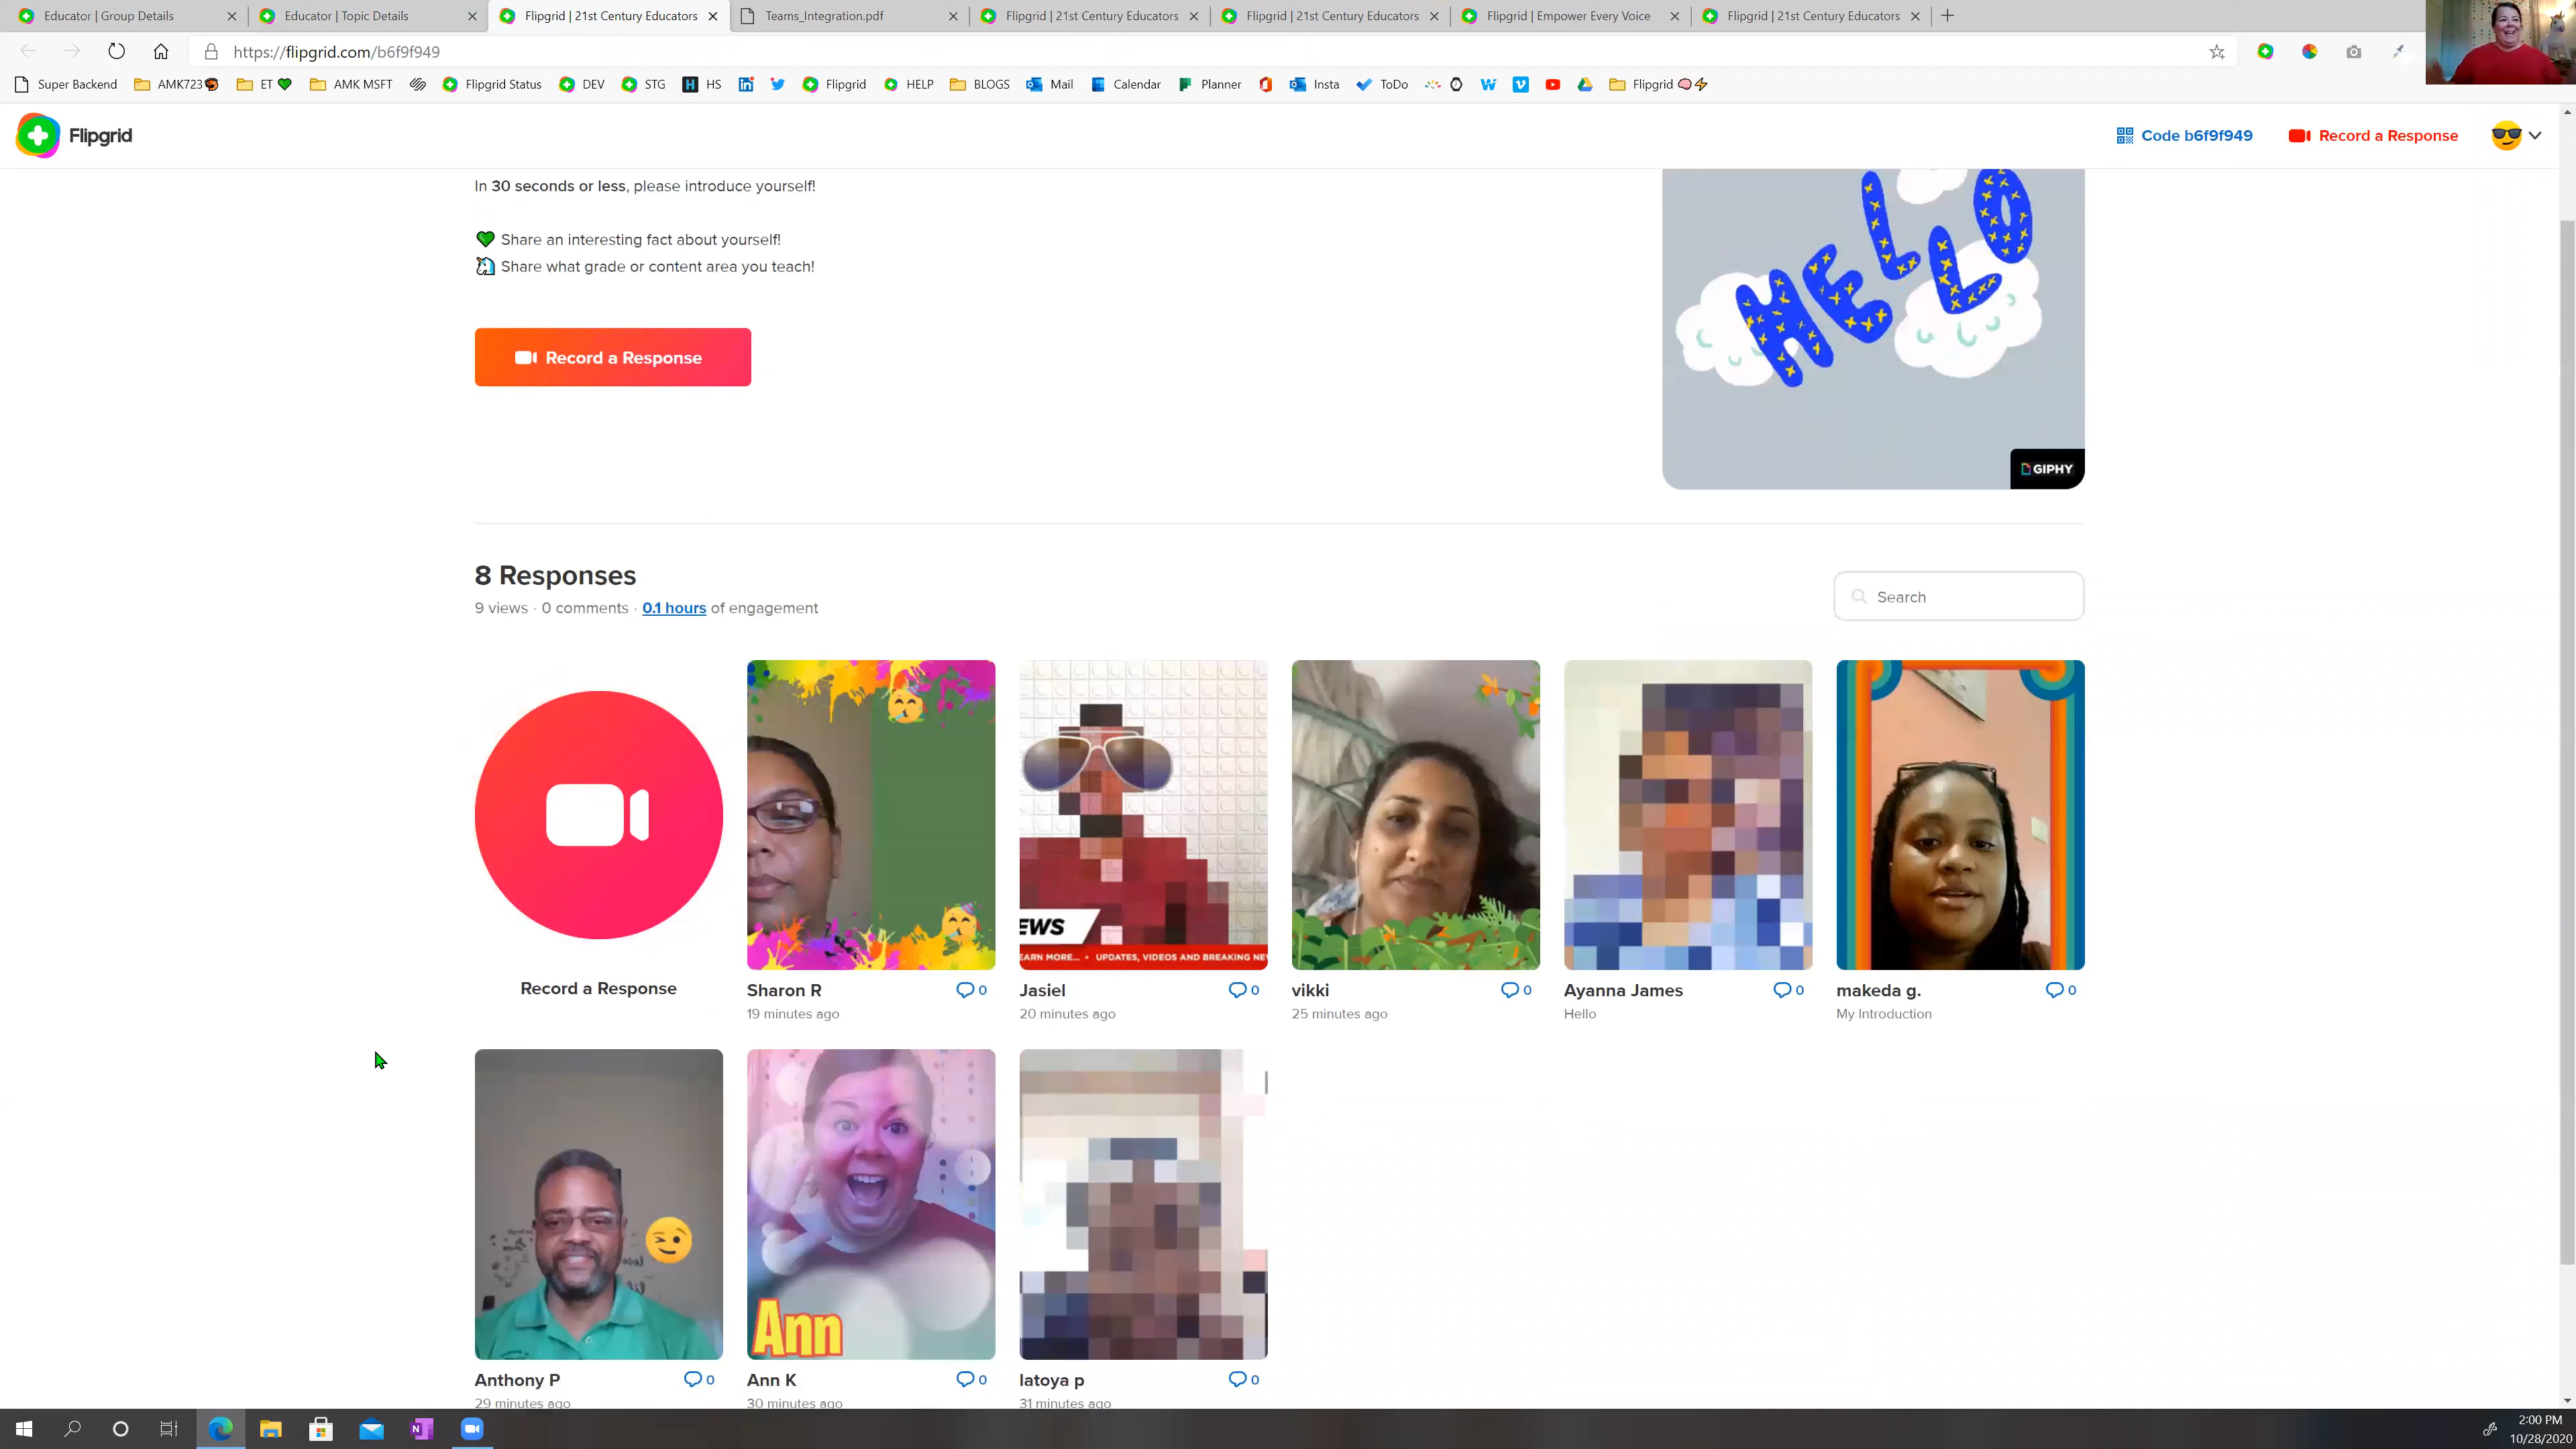 Educator | Group Details
Educator | Topic Details
Flipgrid | 21st Century Educators
Teams_Integration.pdf
Flipgrid | 21st Century Educators
Flipgrid | 21st Century Educators
Flipgrid | Empower Every Voice
Flipgrid | 21st Century Educators
https://flipgrid.com/b6f9f949
Super Backend
AMK723
ET
AMK MSFT
Flipgrid Status
DEV
STG
HS
Flipgrid
HELP
BLOGS
Mail
Calendar
Planner
Insta
ToDo
Flipgrid
Flipgrid
Code b6f9f949
Record a Response
In 30 seconds or less, please introduce yourself!
Share an interesting fact about yourself!
Share what grade or content area you teach!
Record a Response
HELLO
GIPHY
8 Responses
9 views · 0 comments · 0.1 hours of engagement
Search
EWS
EARN MORE... • UPDATES, VIDEOS AND BREAKING NEW
Record a Response
Sharon R 0
19 minutes ago
Jasiel 0
20 minutes ago
vikki 0
25 minutes ago
Ayanna James 0
Hello
makeda g. 0
My Introduction
Ann
Anthony P 0
29 minutes ago
Ann K 0
30 minutes ago
latoya p 0
31 minutes ago
2:00 PM
10/28/2020